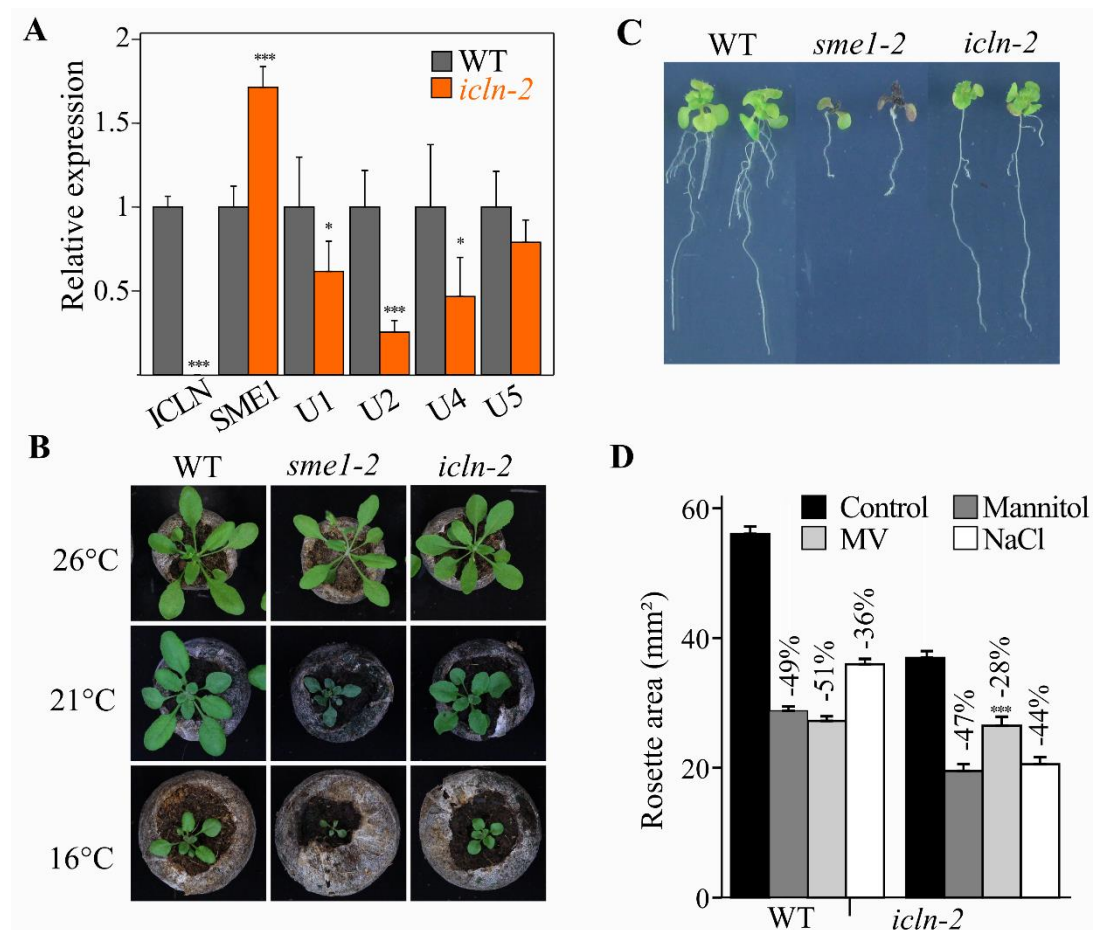 A
2
1.5
1
0.5
Relative expression
WT
icln-2
***
***
*
***
*
ICLN
SME1
U1
U2
U4
U5
B
WT sme1-2 icln-2
26°C
21°C
16°C
C
WT sme1-2 icln-2
D
60
40
20
0
Rosette area (mm²)
Control Mannitol
MV NaCl
-49%
-51%
-36%
-47%
***
-28%
-44%
WT icln-2